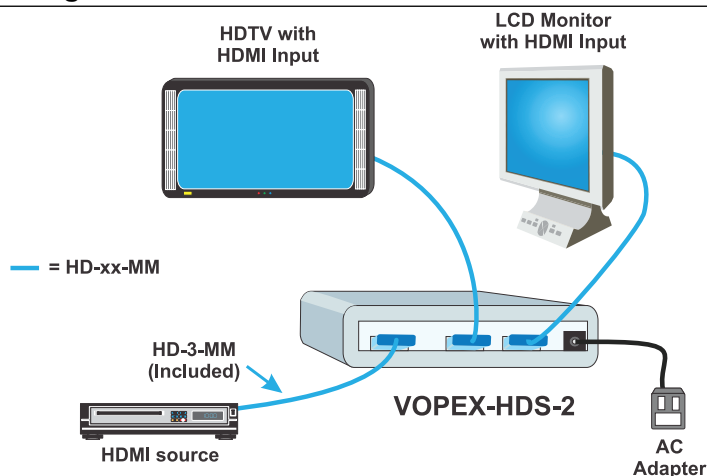 HDTV with
HDMI Input
LCD Monitor
with HDMI Input
= HD-xx-MM
HD-3-MM
(Included)
VOPEX-HDS-2
HDMI source
AC
Adapter